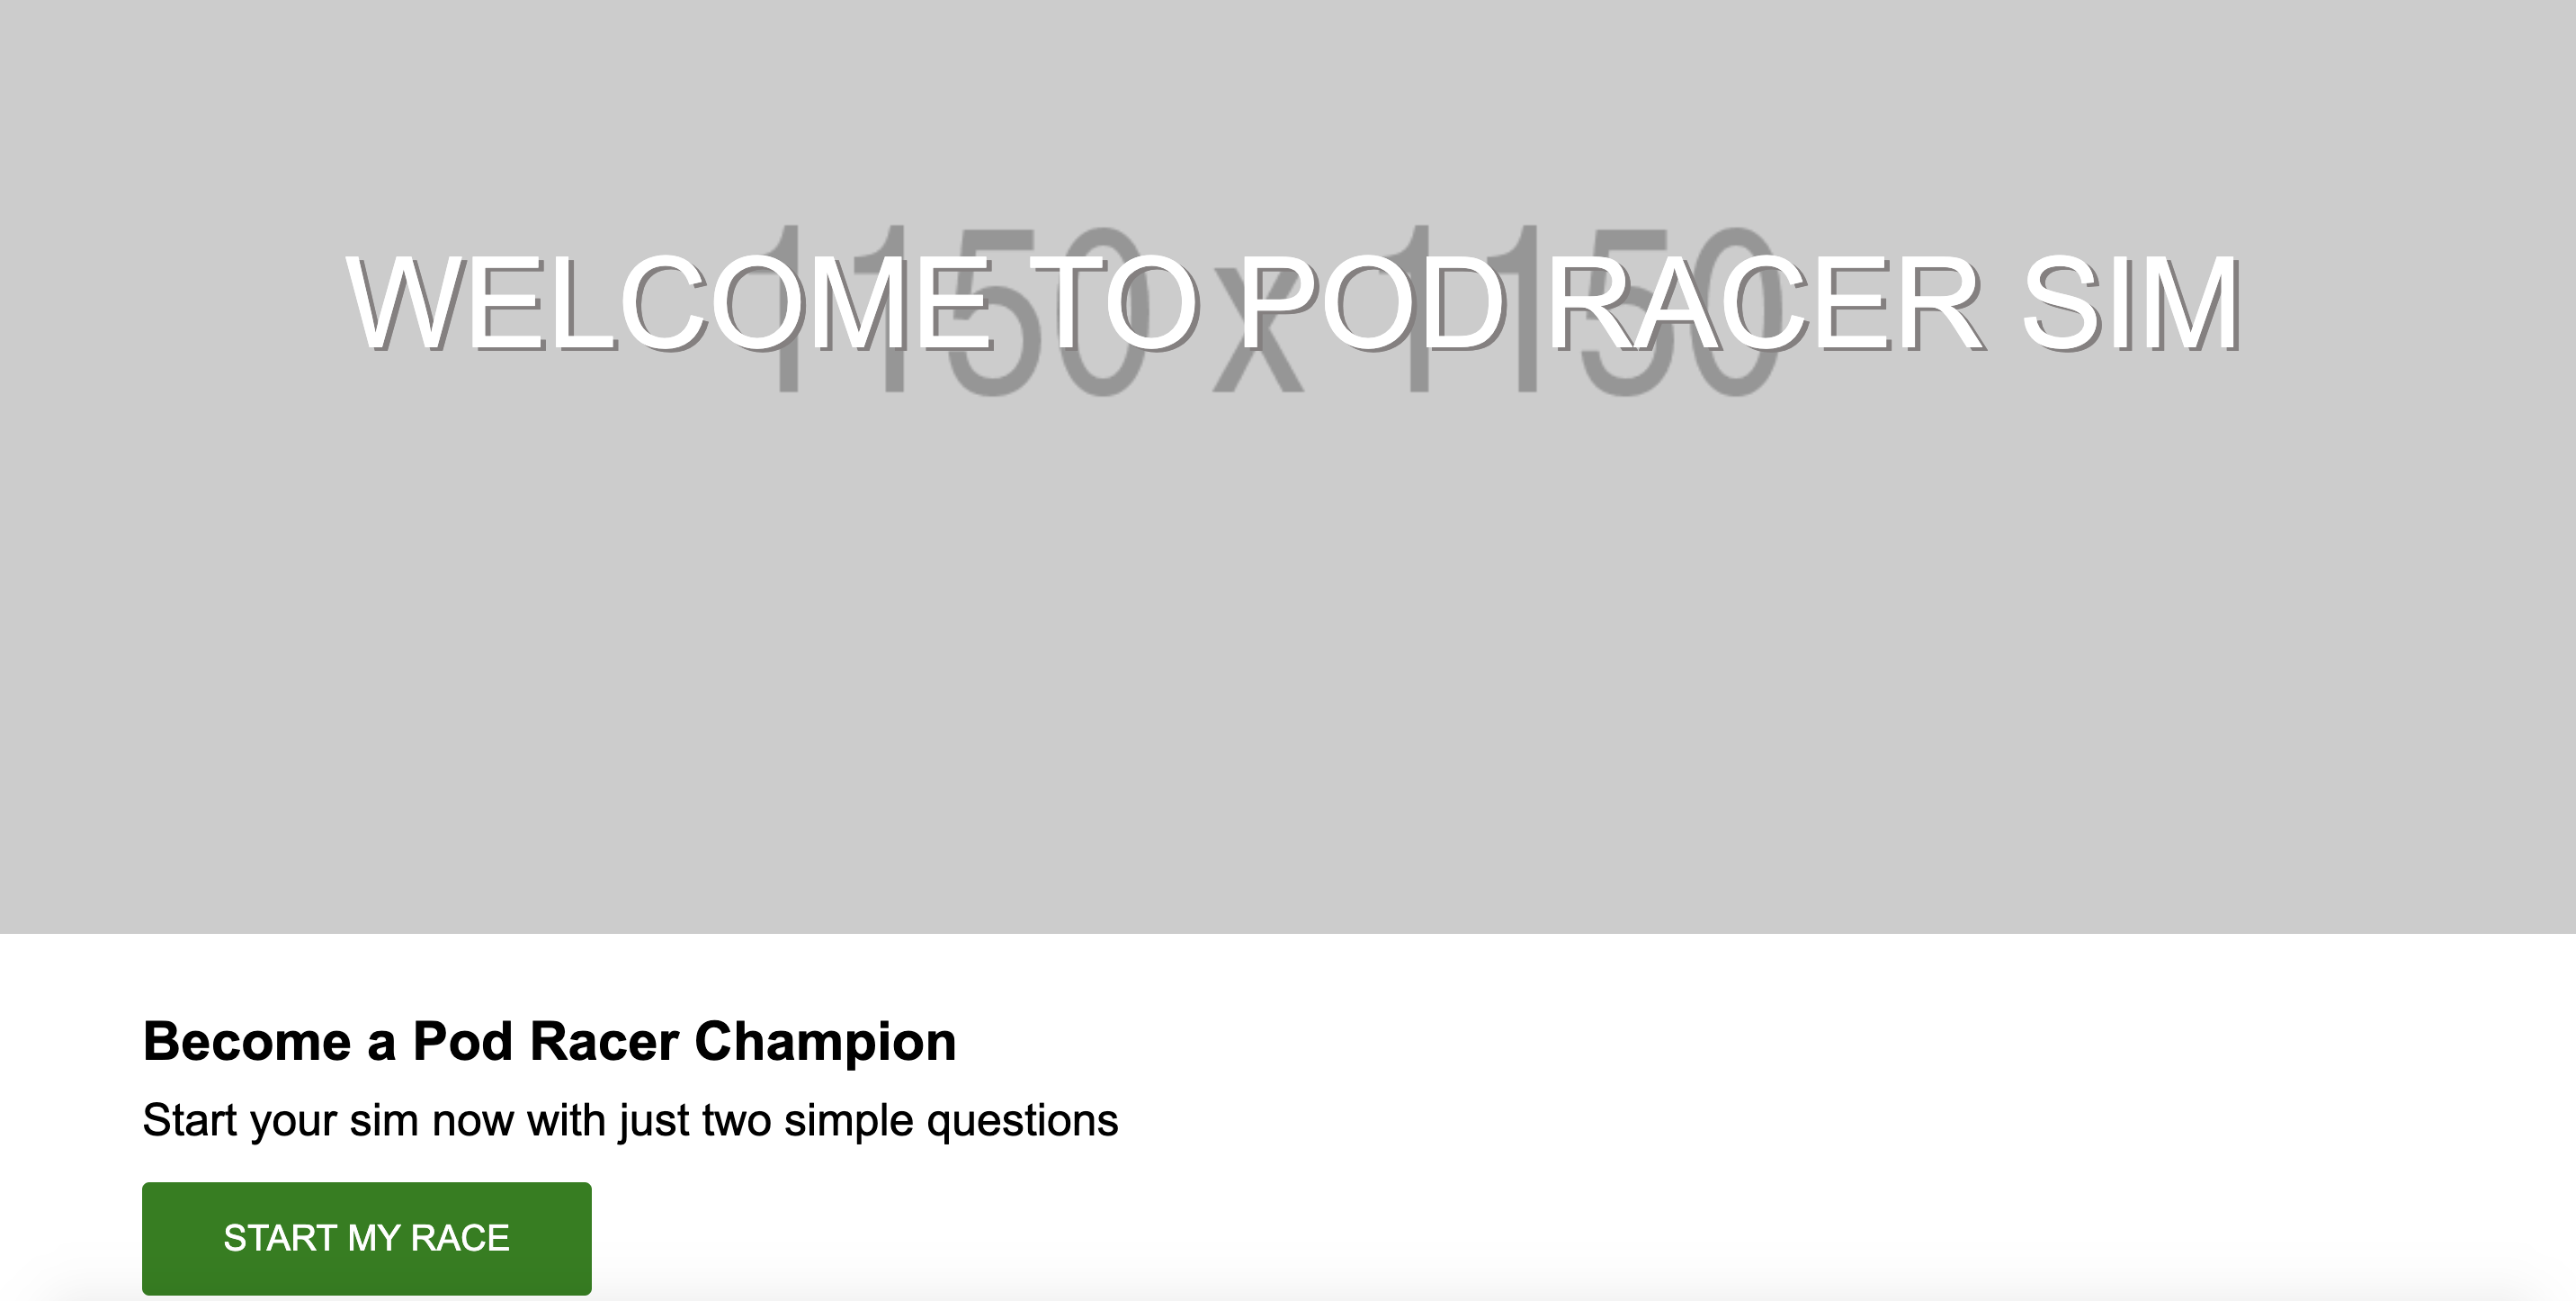 1150 x 1150
WELCOME TO POD RACER SIM
Become a Pod Racer Champion
Start your sim now with just two simple questions
START MY RACE